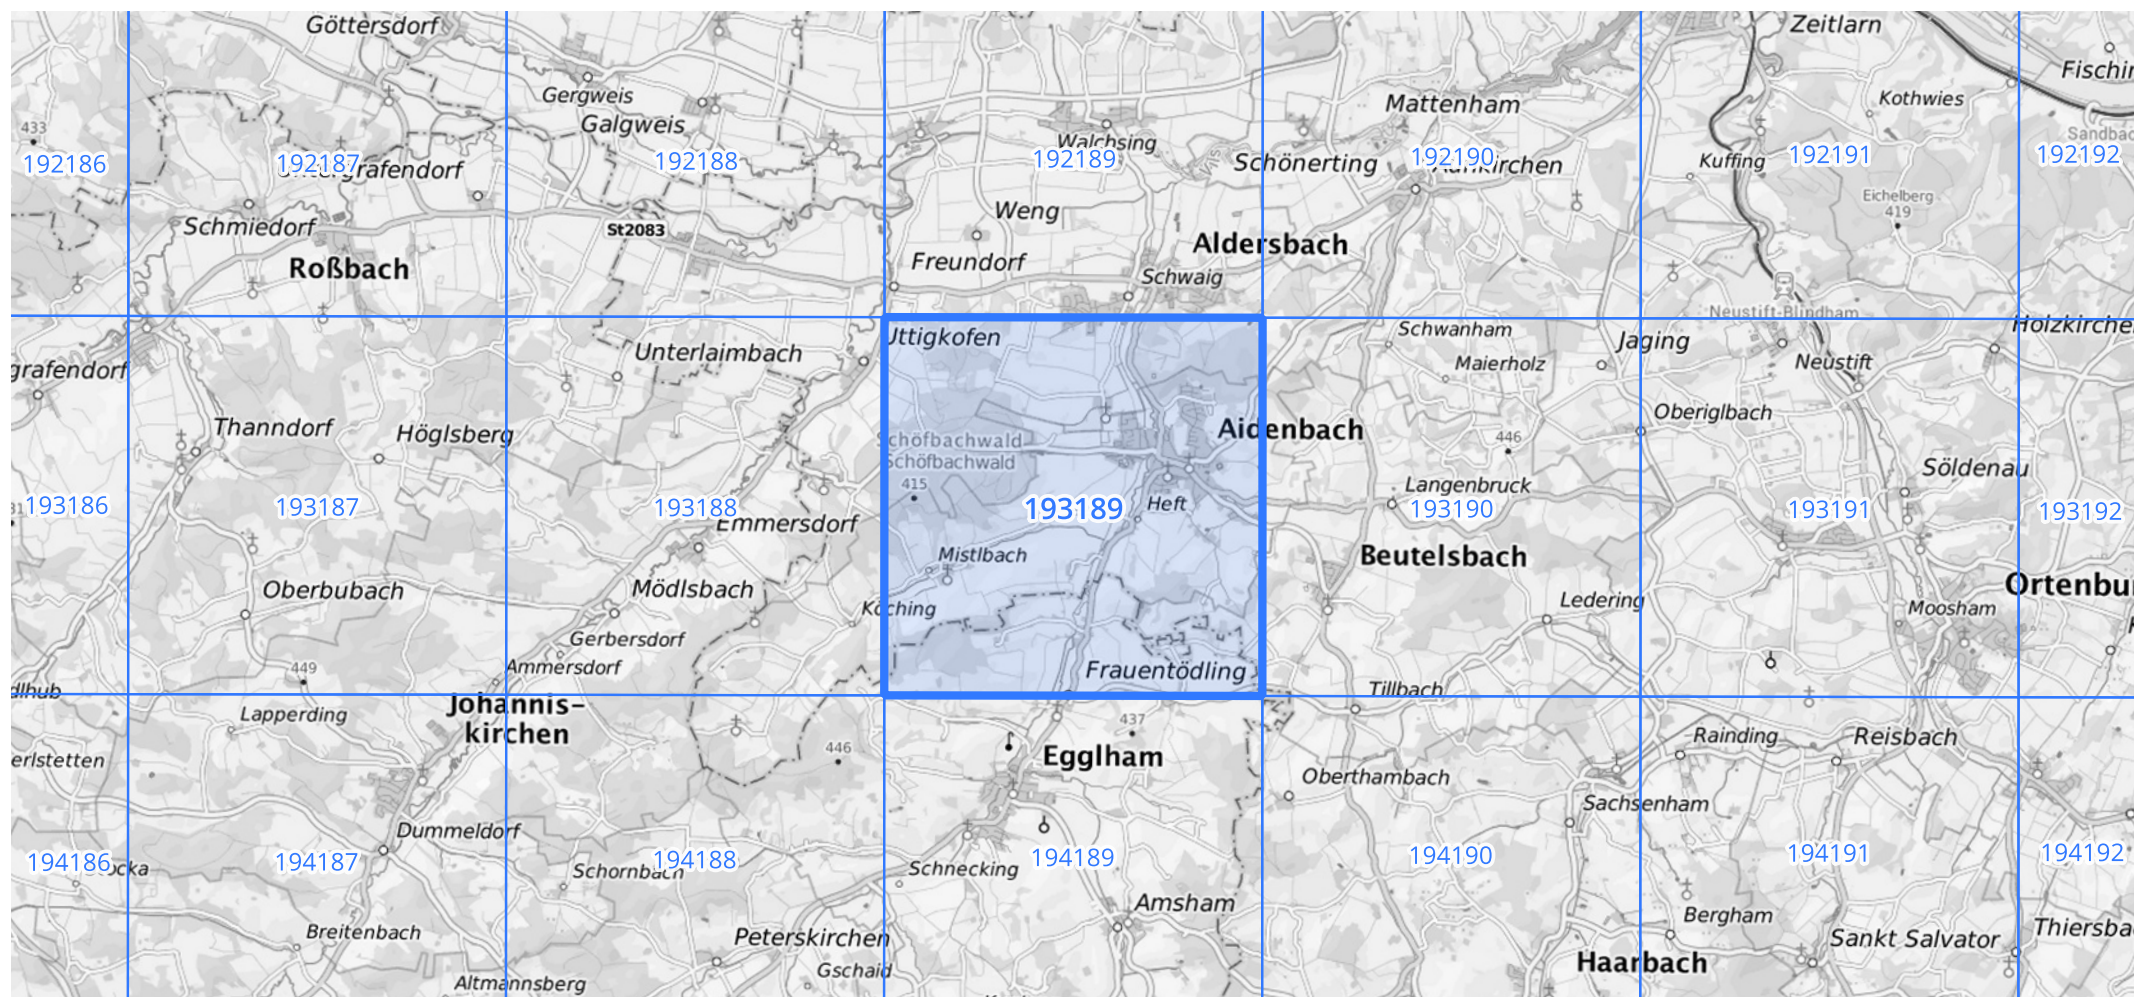 Göttersdorf
Zeitlarn
Gergweis
Mattenham
Kothwies
433
Galgweis
Walchsing
Sandbac
192186
192187
192188
192189
Schönerting
192190
Kuffing
192191
192192
Schmiedorf
Weng
Eichelberg
419
St2083
Aldersbach
Roßbach
Freundorf
Schwaig
Neustift-Blindham
Uttigkofen
Schwanham
Jaging
Holzkirche
grafendorf
Unterlaimbach
Maierholz
Neustift
Oberiglbach
Thanndorf
Höglsberg
Schöfbachwald
Schöfbachwald
Aidenbach
446
Söldenau
415
Langenbruck
193186
193187
193188
193189
Heft
193190
193191
193192
Emmersdorf
Mistlbach
Beutelsbach
Oberbubach
Mödlsbach
Köching
Ledering
Ortenbu
Moosham
Gerbersdorf
449
Ammersdorf
Frauentödling
dlhub
Tillbach
Lapperding
Johannis-
kirchen
437
Rainding
Reisbach
erlstetten
446
Egglham
Oberthambach
Sachsenham
Dummeldorf
194186
194187
Schornbach
194188
Schnecking
194189
194190
194191
194192
Amsham
Bergham
Breitenbach
Peterskirchen
Sankt Salvator
Thiersba
Gschaid
Haarbach
Altmannsberg